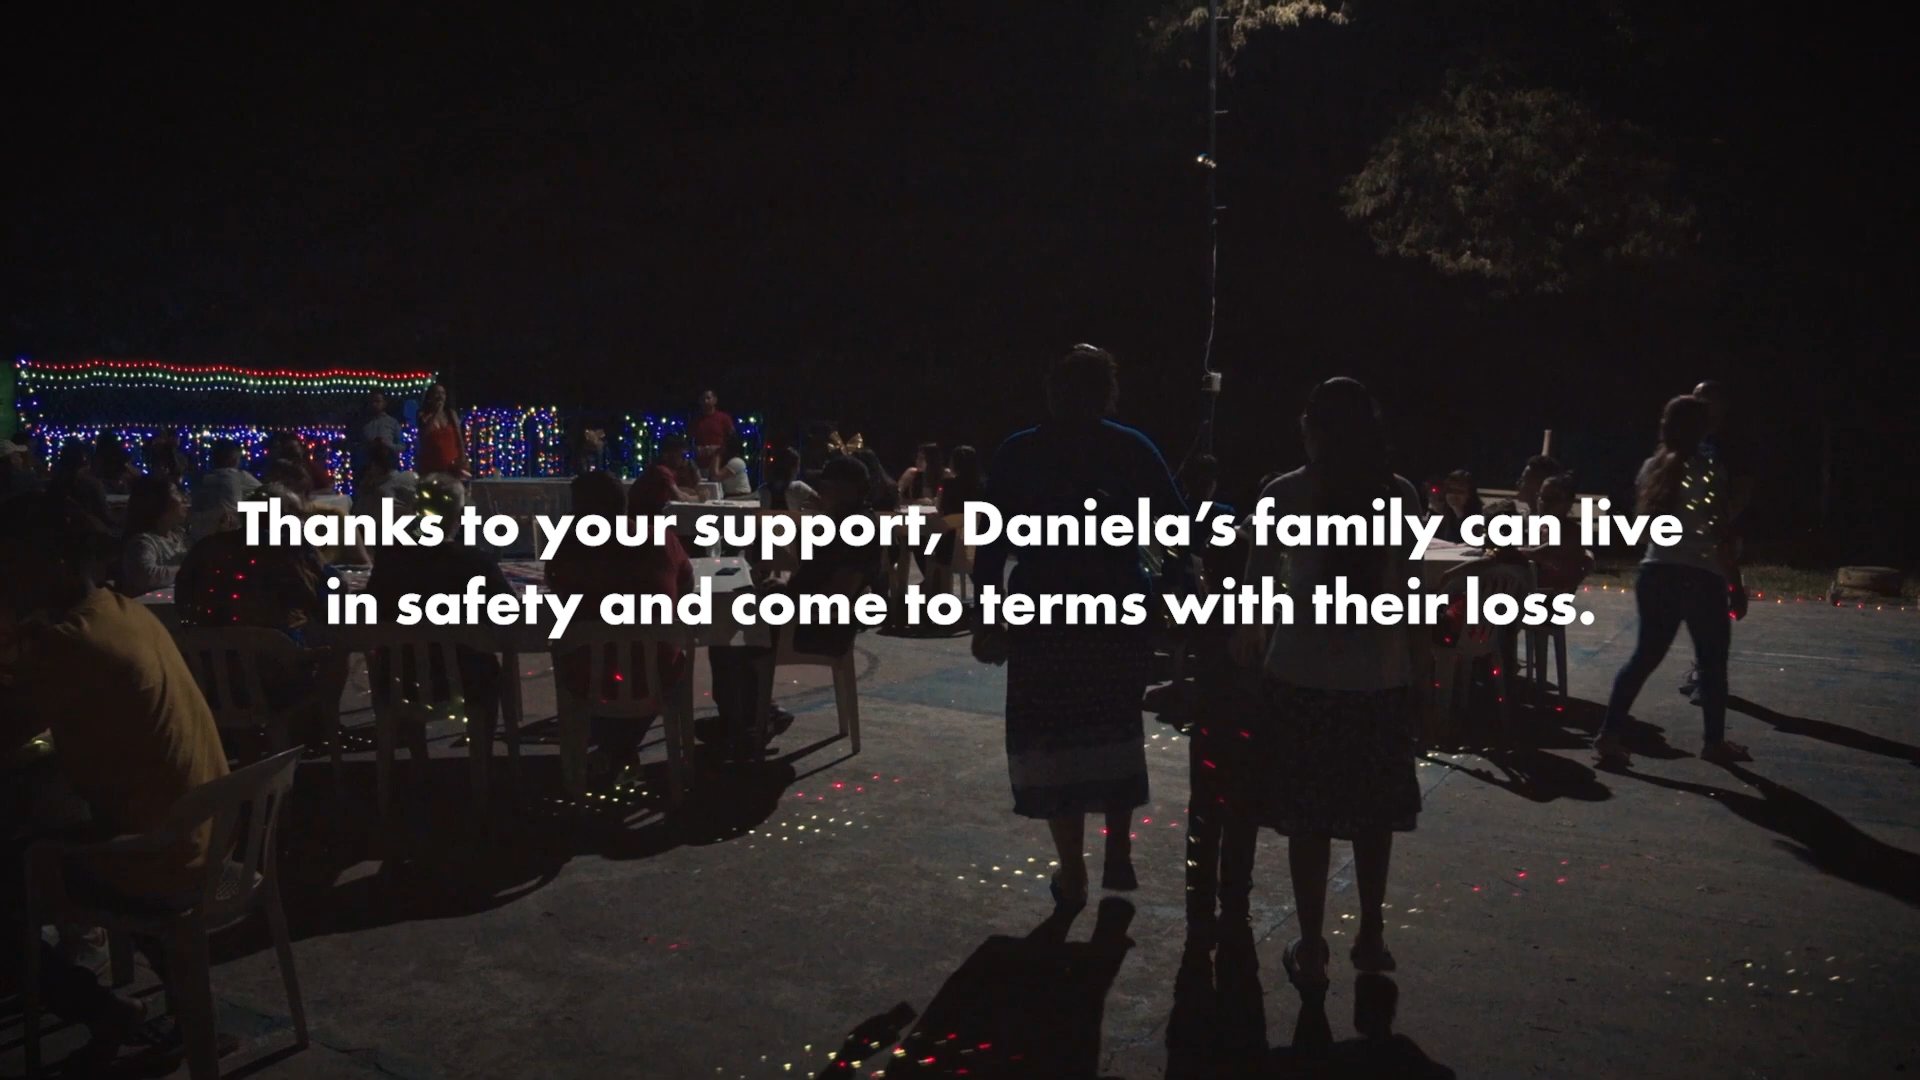 Thanks to your support, Daniela’s family can live
in safety and come to terms with their loss.